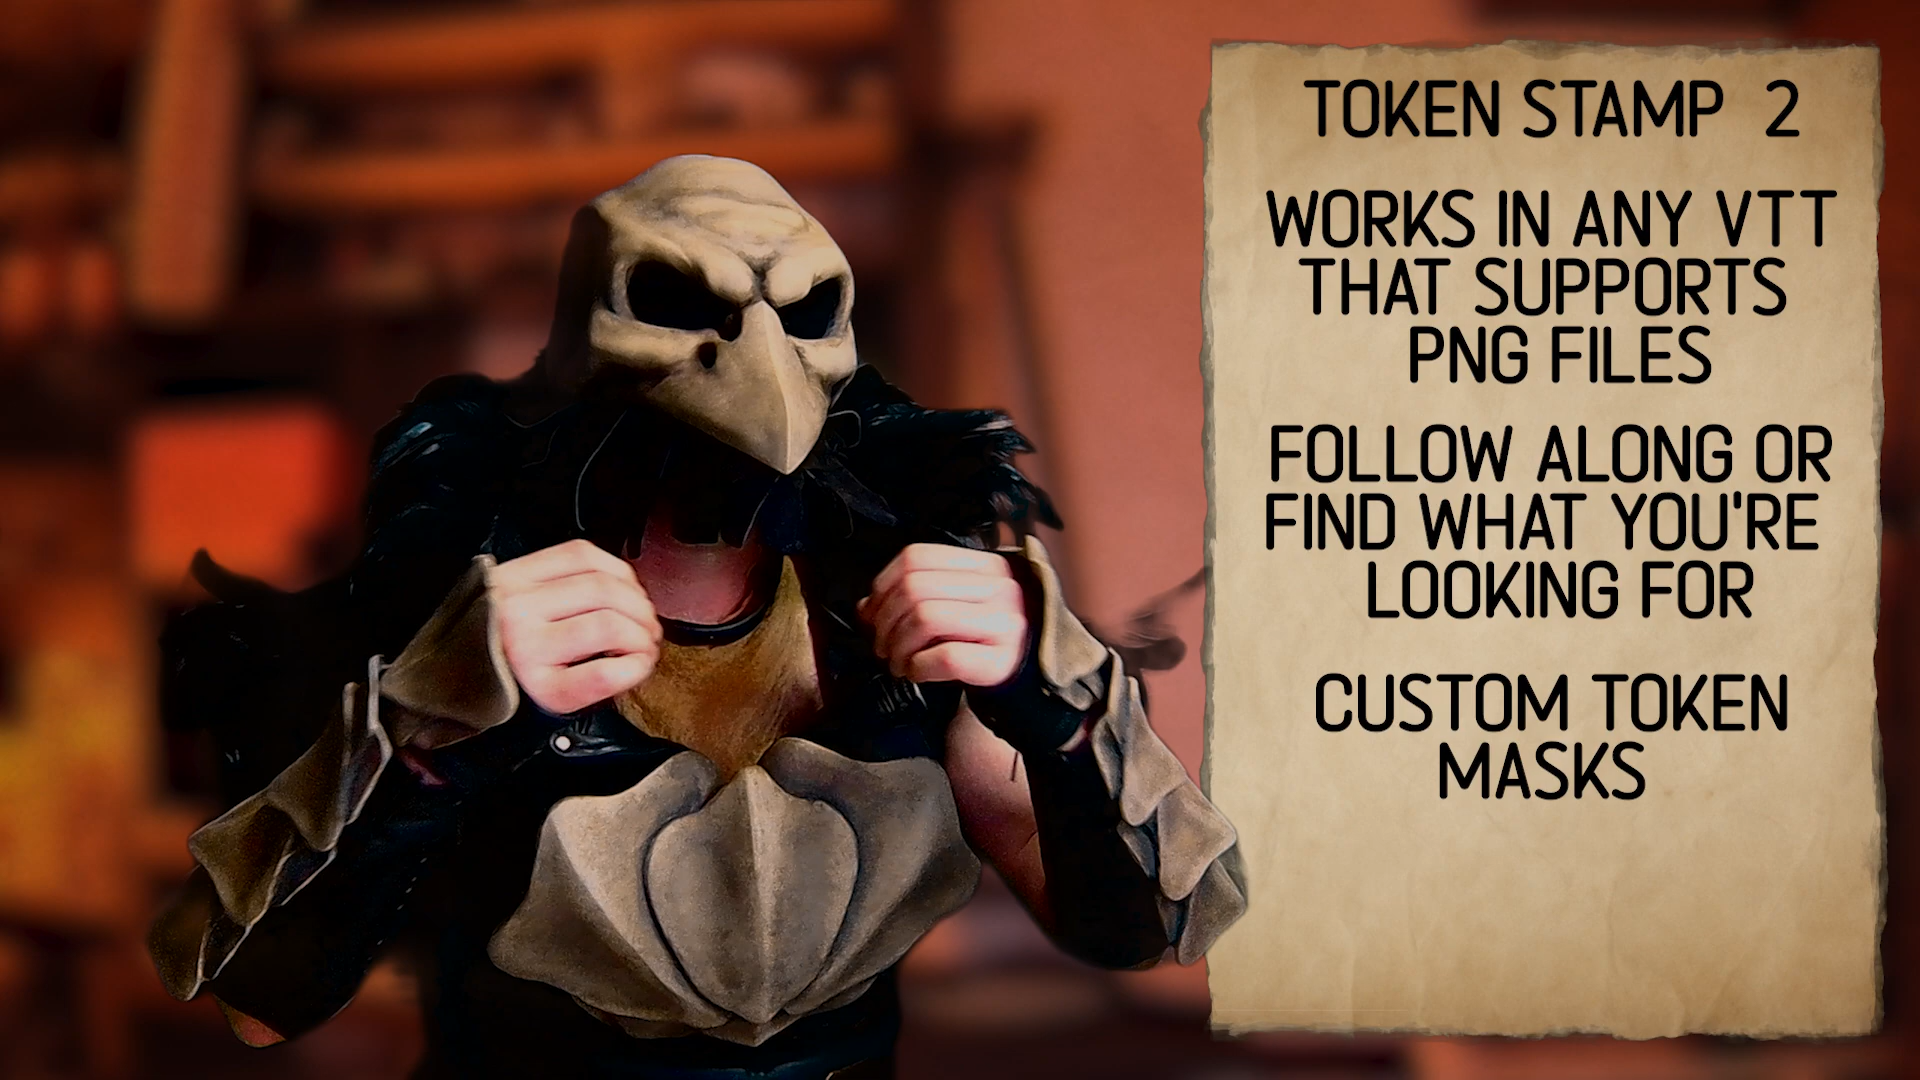 TOKEN STAMP 2
WORKS IN ANY VTT
THAT SUPPORTS
PNG FILES
FOLLOW ALONG OR
FIND WHAT YOU'RE
LOOKING FOR
CUSTOM TOKEN
MASKS